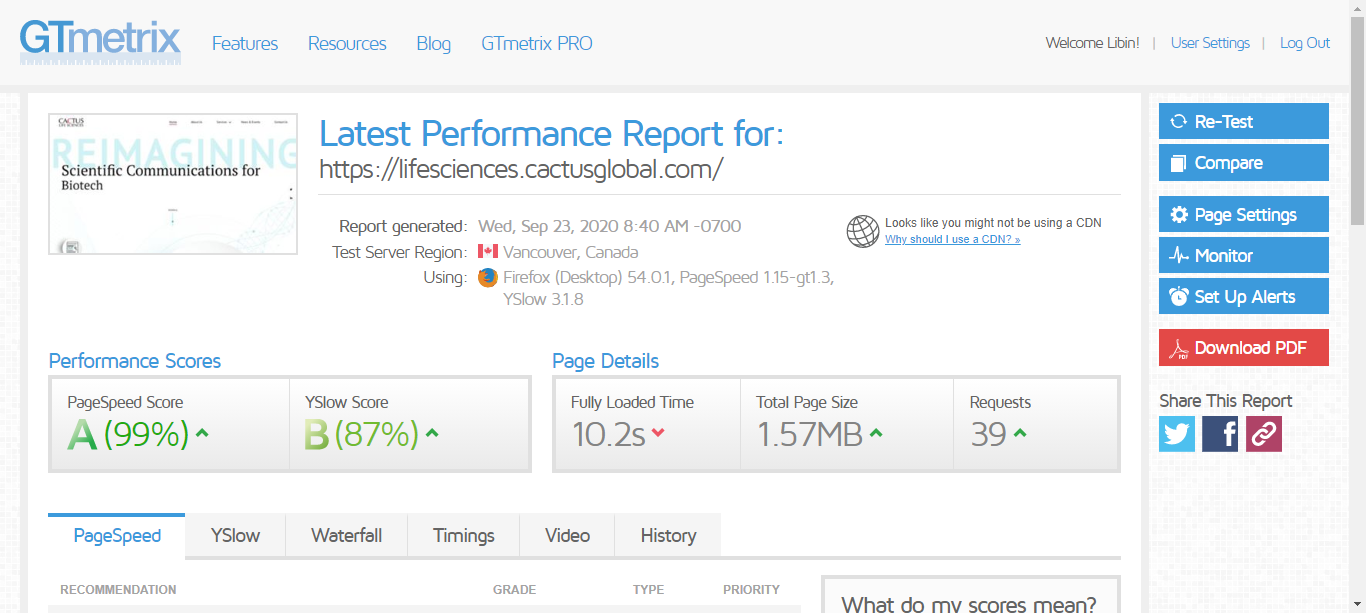 GTmetrix
Features Resources Blog GTmetrix PRO
Welcome Libin! | User Settings | Log Out
CACTUS
LIFE SCIENCES
REIMAGINING
Scientific Communications for
Biotech
Latest Performance Report for:
https://lifesciences.cactusglobal.com/
Report generated: Wed, Sep 23, 2020 8:40 AM -0700
Test Server Region: Vancouver, Canada
Using: Firefox (Desktop) 54.0.1, PageSpeed 1.15-gt1.3,
YSlow 3.1.8
Looks like you might not be using a CDN
Why should I use a CDN? »
Re-Test
Compare
Page Settings
Monitor
Set Up Alerts
Download PDF
Share This Report
Performance Scores
PageSpeed Score
A (99%)
YSlow Score
B (87%)
Page Details
Fully Loaded Time
10.2s
Total Page Size
1.57MB
Requests
39
PageSpeed YSlow Waterfall Timings Video History
RECOMMENDATION GRADE TYPE PRIORITY
What do my scores mean?